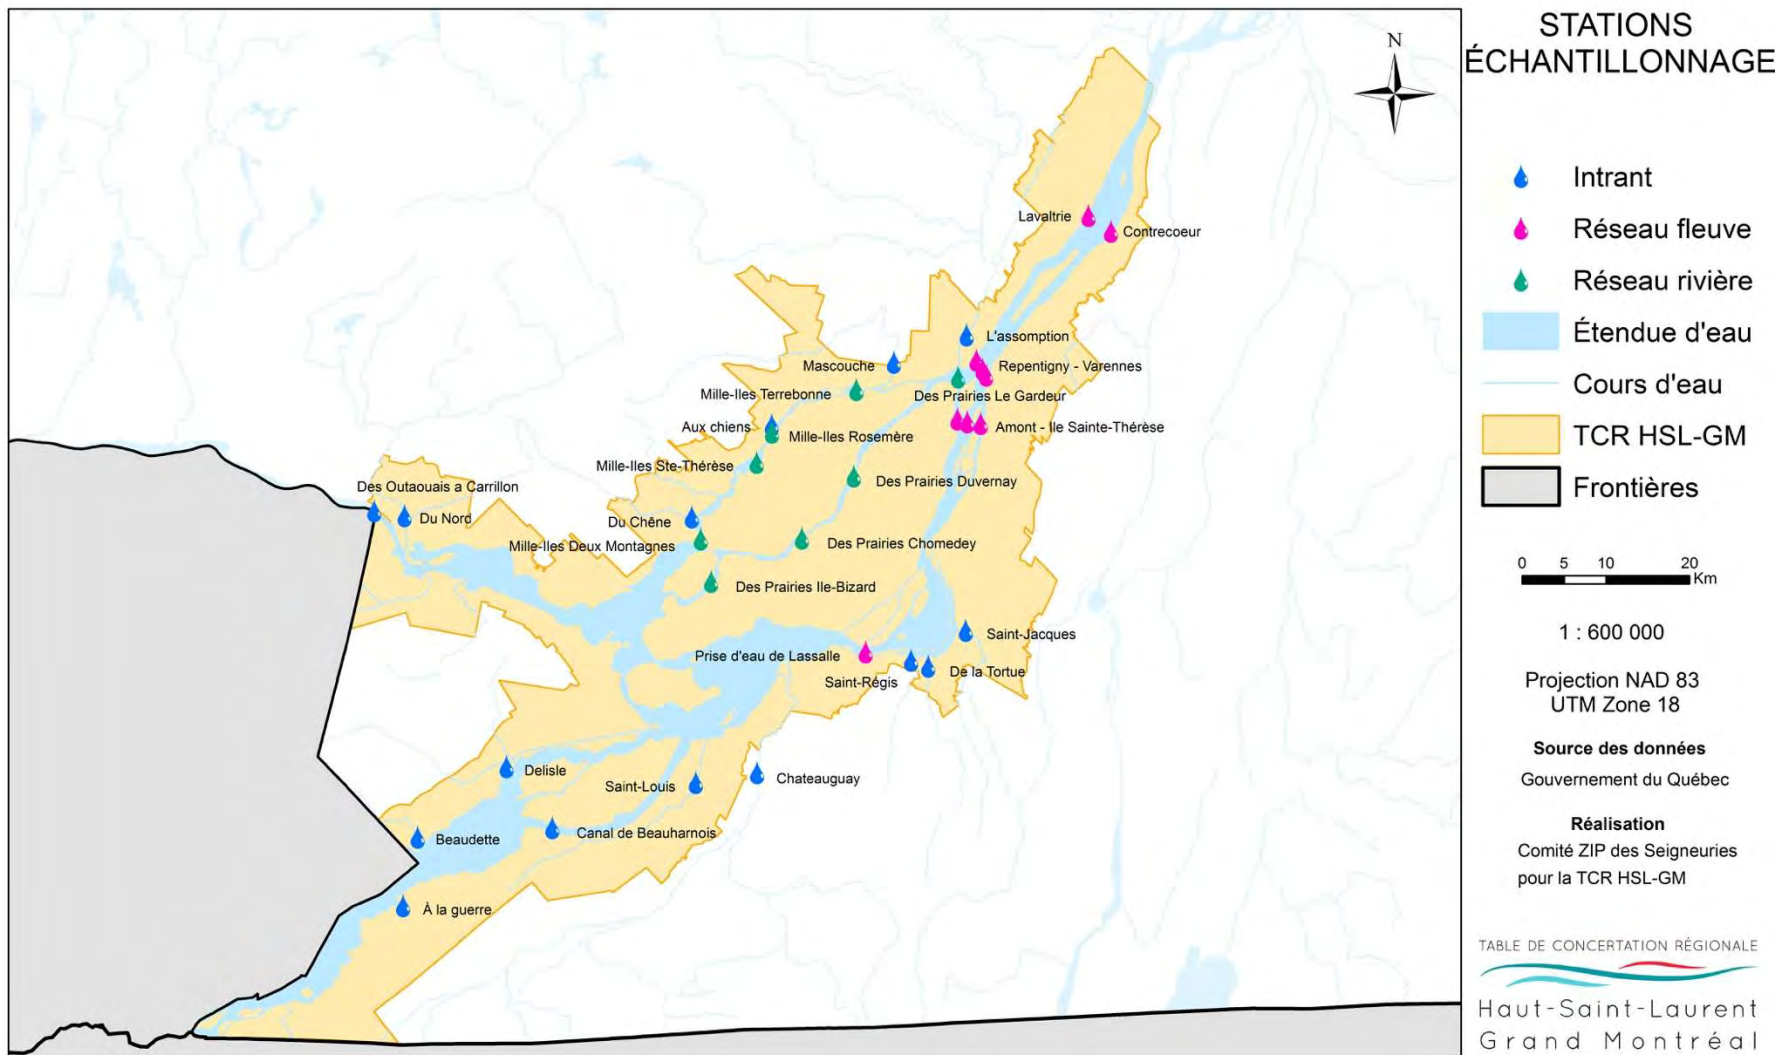 STATIONS
ÉCHANTILLONNAGE
N
Intrant
Réseau fleuve
Réseau rivière
Étendue d'eau
Cours d'eau
TCR HSL-GM
Frontières
0 5 10 20
Km
1 : 600 000
Projection NAD 83
UTM Zone 18
Source des données
Gouvernement du Québec
Réalisation
Comité ZIP des Seigneuries
pour la TCR HSL-GM
TABLE DE CONCERTATION RÉGIONALE
Haut-Saint-Laurent
Grand Montréal
Lavaltrie
Contrecoeur
L'assomption
Mascouche
Repentigny - Varennes
Mille-Iles Terrebonne
Des Prairies Le Gardeur
Aux chiens
Mille-Iles Rosemère
Amont - Ile Sainte-Thérèse
Mille-Iles Ste-Thérèse
Des Prairies Duvernay
Des Outaouais a Carrillon
Du Nord
Du Chêne
Mille-Iles Deux Montagnes
Des Prairies Chomedey
Des Prairies Ile-Bizard
Saint-Jacques
Prise d'eau de Lassalle
Saint-Régis
De la Tortue
Delisle
Saint-Louis
Chateauguay
Beaudette
Canal de Beauharnois
À la guerre